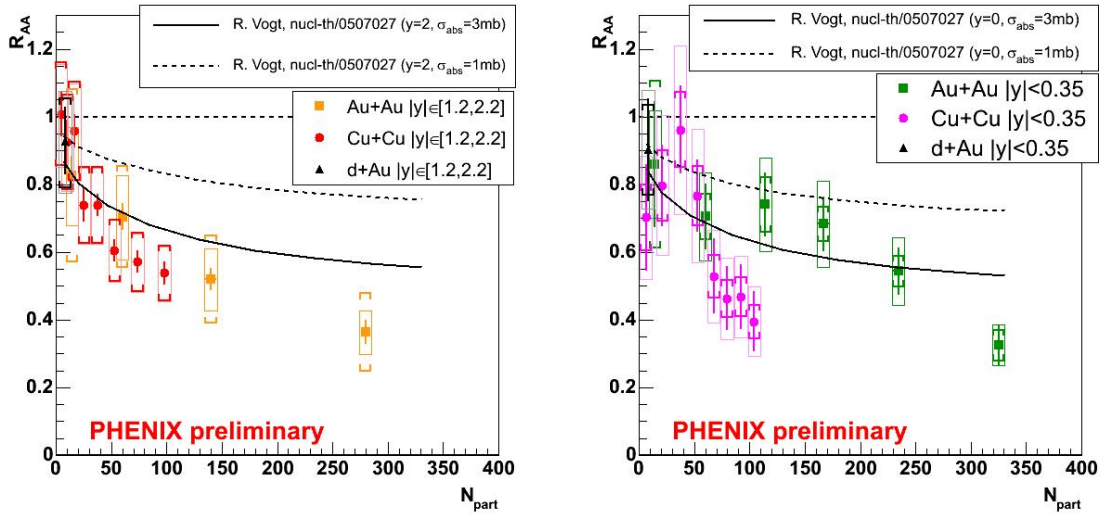 R. Vogt, nucl-th/0507027 (y=2, σabs=3mb)
R. Vogt, nucl-th/0507027 (y=2, σabs=1mb)
Au+Au |y|∈[1.2,2.2]
Cu+Cu |y|∈[1.2,2.2]
d+Au |y|∈[1.2,2.2]
RAA
1.2
1
0.8
0.6
0.4
0.2
0
PHENIX preliminary
0 50 100 150 200 250 300 350 400
Npart
R. Vogt, nucl-th/0507027 (y=0, σabs=3mb)
R. Vogt, nucl-th/0507027 (y=0, σabs=1mb)
Au+Au |y|<0.35
Cu+Cu |y|<0.35
d+Au |y|<0.35
RAA
1.2
1
0.8
0.6
0.4
0.2
0
PHENIX preliminary
0 50 100 150 200 250 300 350 400
Npart